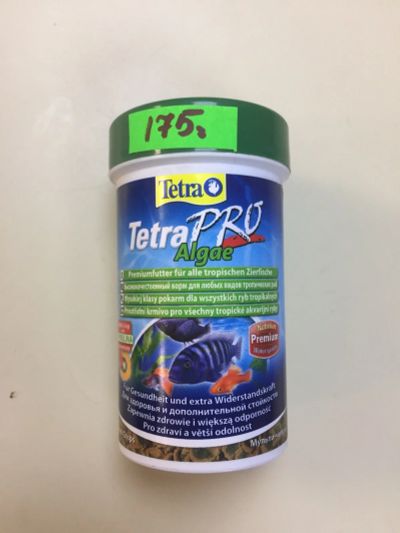 175,
Tetra
TetraPRO
Algae
Premiumfutter für alle tropischen Zierfische
Высококачественный корм для любых видов тропических рыб
Wysokiej klasy pokarm dla wszystkich ryb tropikalnych
Prvotřídní krmivo pro všechny tropické akvarijní ryby
Premium
Für Gesundheit und extra Widerstandskraft
Для здоровья и дополнительной стойкости
Zapewnia zdrowie i większą odporność
Pro zdraví a větší odolnost